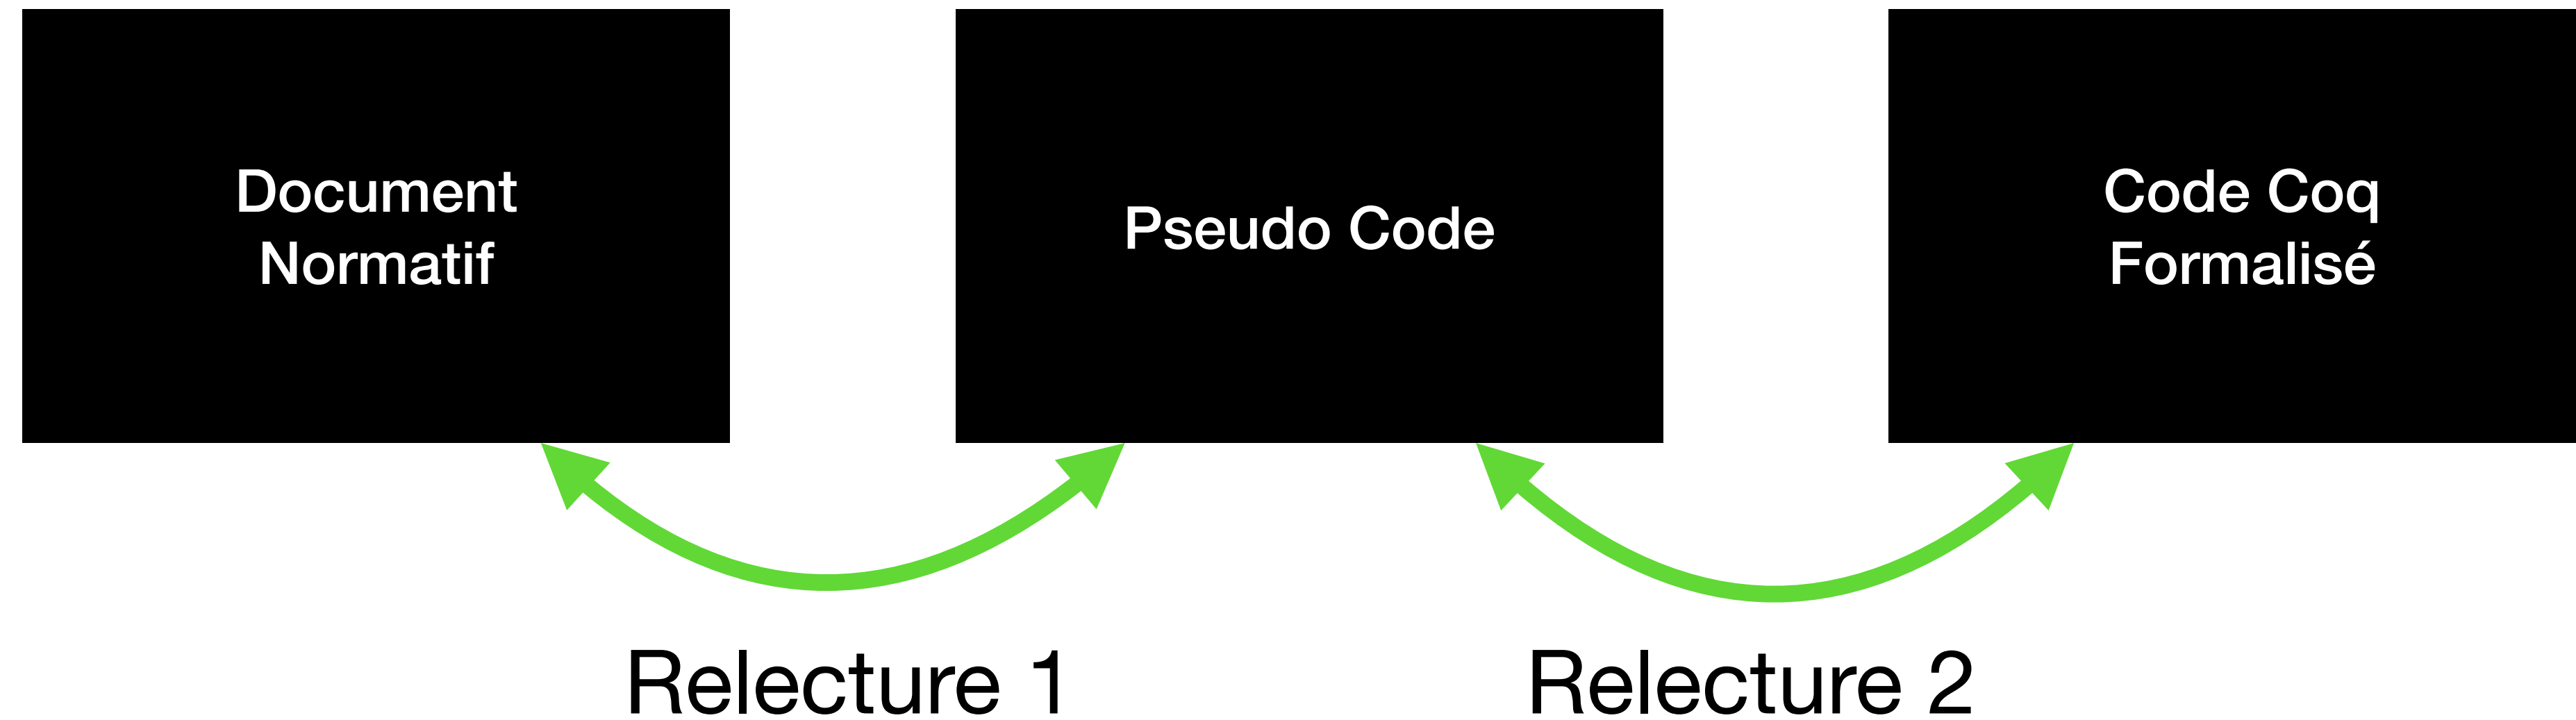 Document
Normatif
Pseudo Code
Code Coq
Formalisé
Relecture 1
Relecture 2